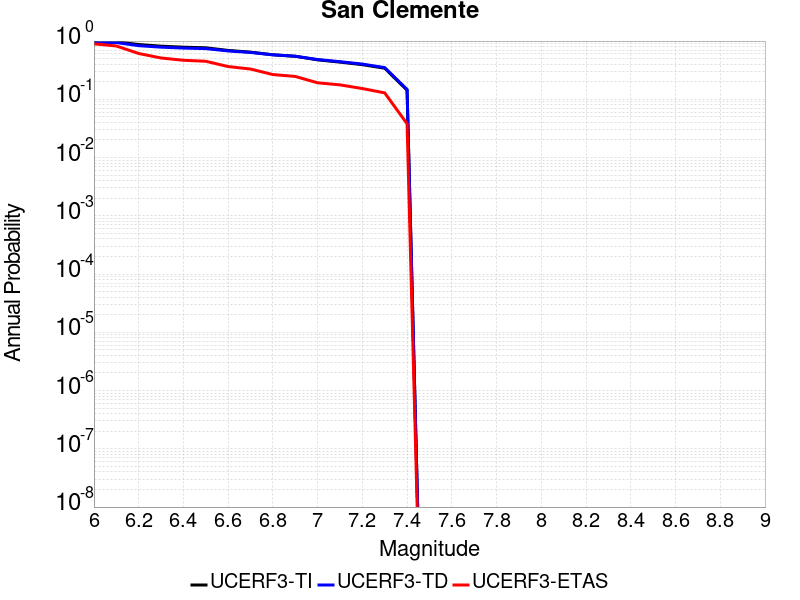 San Clemente
Annual Probability
10^0
10^-1
10^-2
10^-3
10^-4
10^-5
10^-6
10^-7
10^-8
6 6.2 6.4 6.6 6.8 7 7.2 7.4 7.6 7.8 8 8.2 8.4 8.6 8.8 9
Magnitude
UCERF3-TI UCERF3-TD UCERF3-ETAS